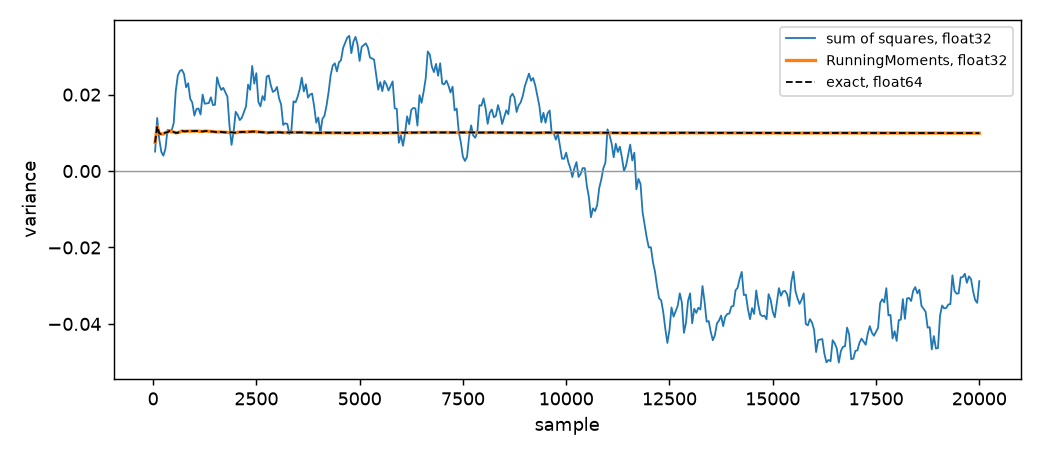 sum of squares, float32
RunningMoments, float32
exact, float64
variance
0.02
0.00
−0.02
−0.04
0
2500
5000
7500
10000
12500
15000
17500
20000
sample